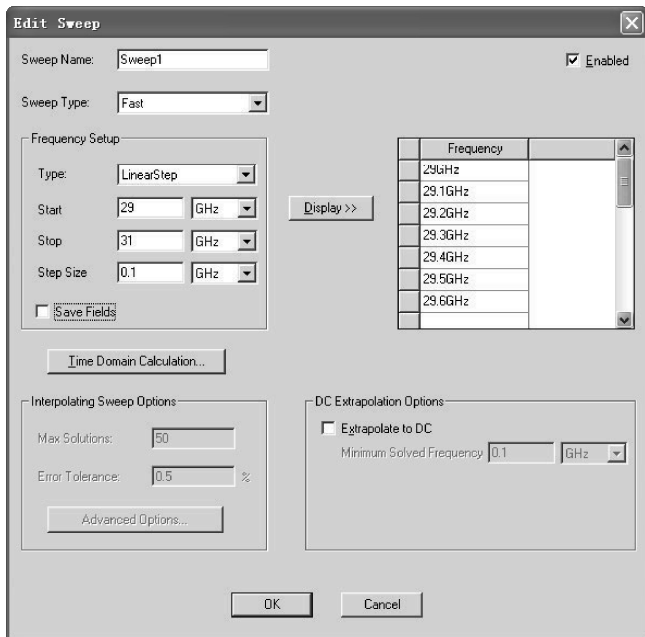 Edit Sweep
Sweep Name: Sweep1
Enabled
Sweep Type: Fast
Frequency Setup
Type: LinearStep
Start 29 GHz
Stop 31 GHz
Step Size 0.1 GHz
Save Fields
Display >>
Frequency
29GHz
29.1GHz
29.2GHz
29.3GHz
29.4GHz
29.5GHz
29.6GHz
Time Domain Calculation...
Interpolating Sweep Options
Max Solutions: 50
Error Tolerance: 0.5 %
Advanced Options...
DC Extrapolation Options
Extrapolate to DC
Minimum Solved Frequency 0.1 GHz
OK
Cancel